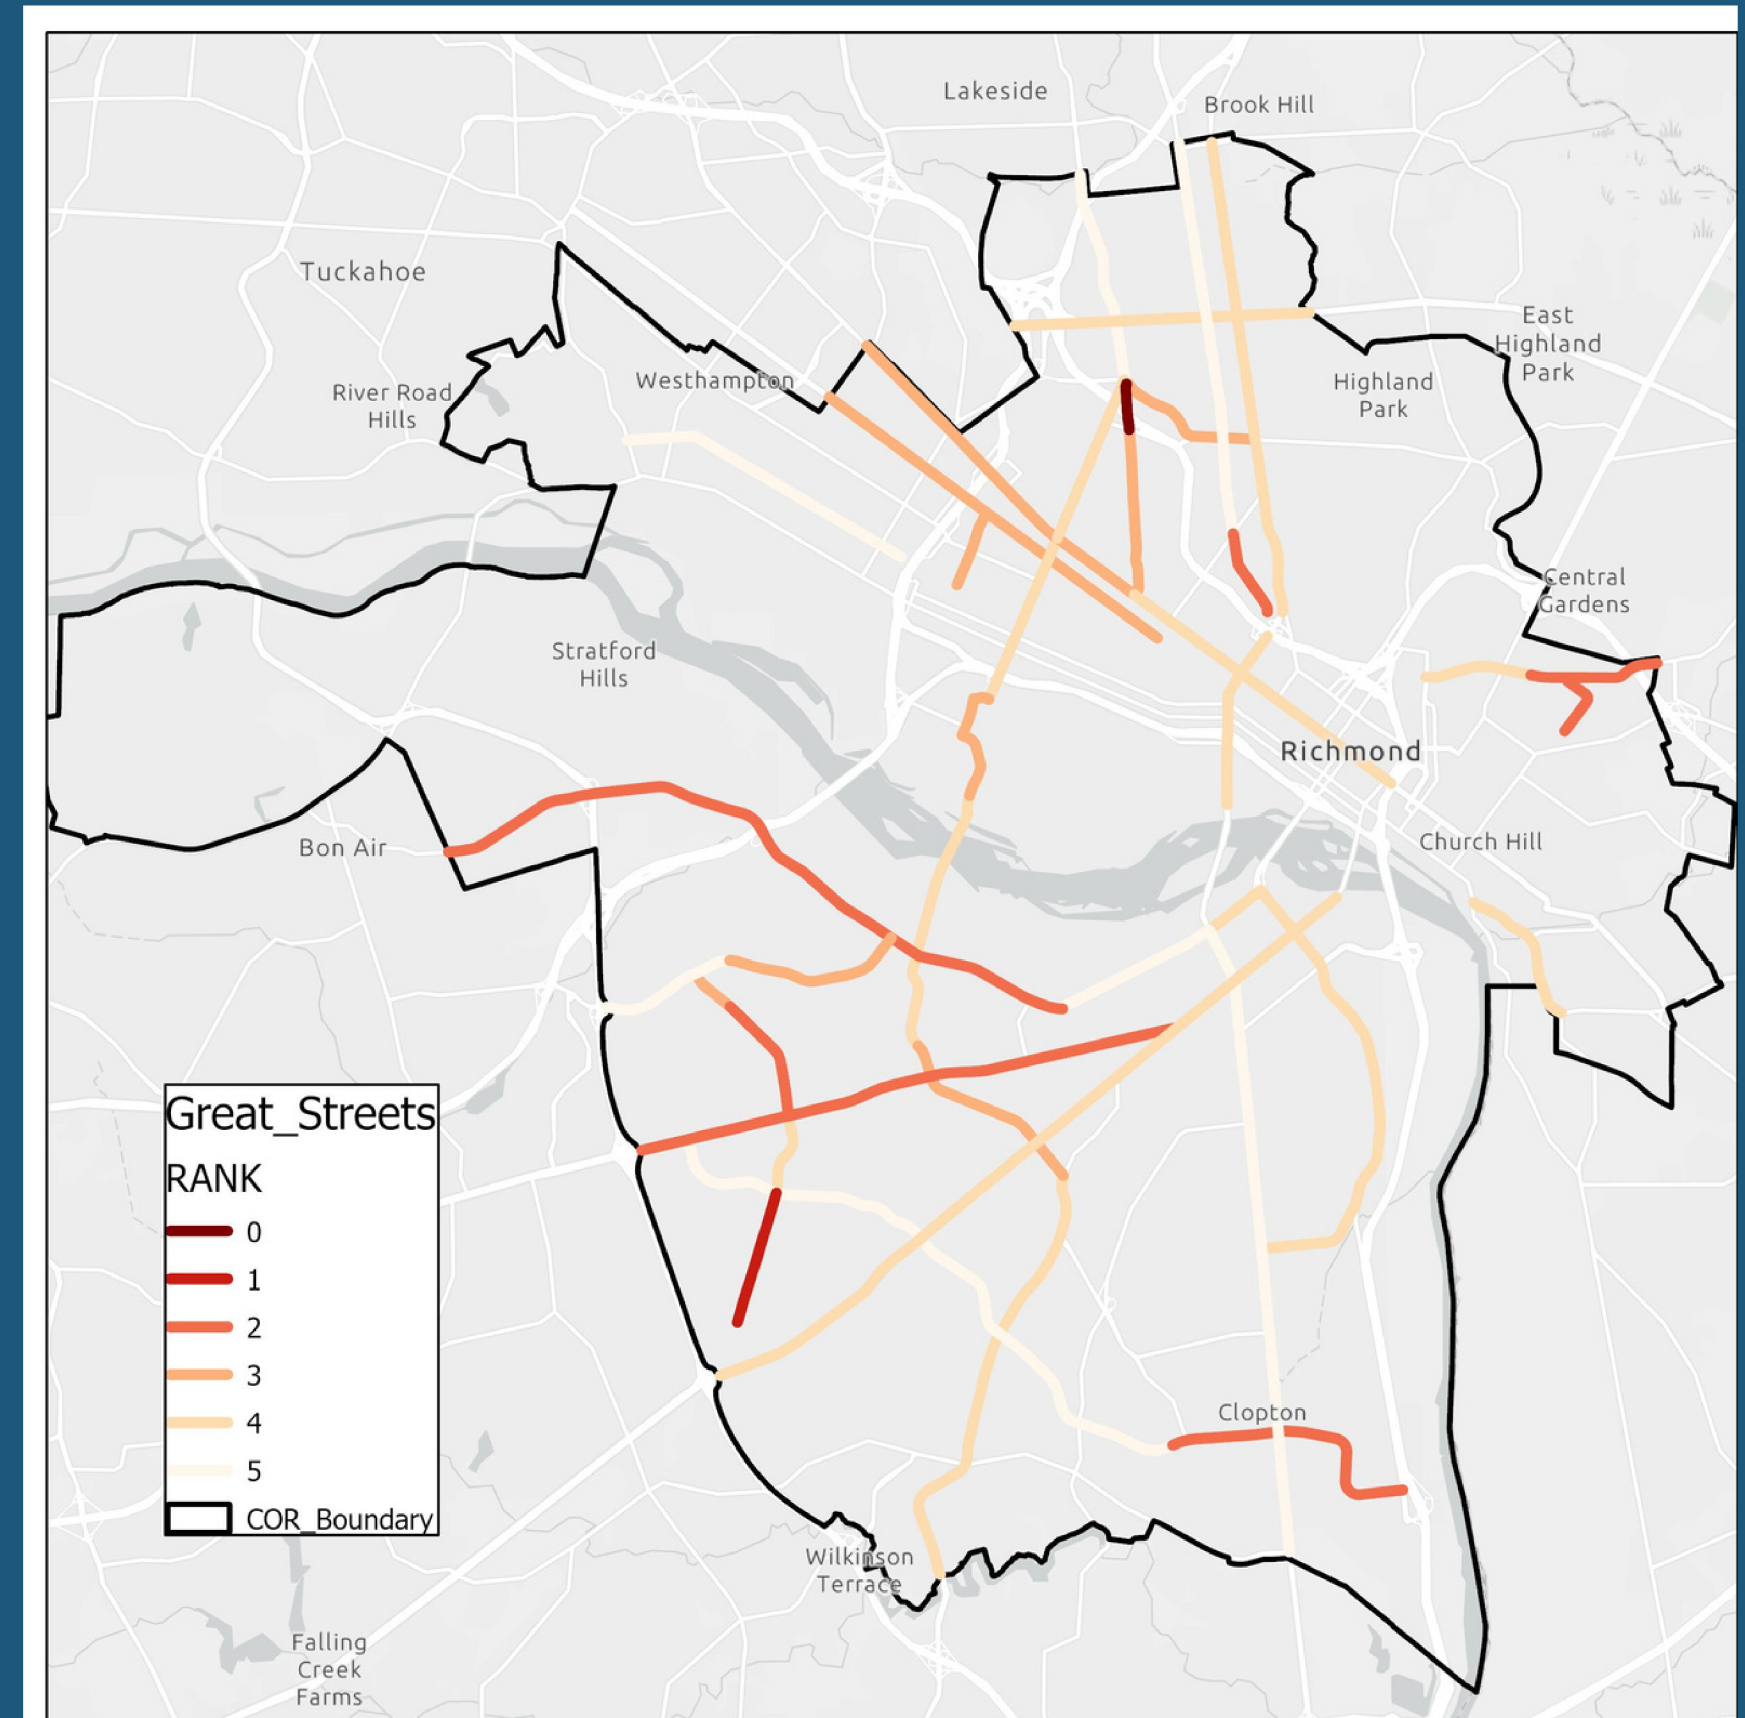 Lakeside
Brook Hill
Tuckahoe
East
Highland
Park
Westhampton
River Road
Hills
Highland
Park
Central
Gardens
Stratford
Hills
Richmond
Bon Air
Church Hill
Great_Streets
RANK
0
1
2
3
4
5
COR_Boundary
Clopton
Wilkinson
Terrace
Falling
Creek
Farms